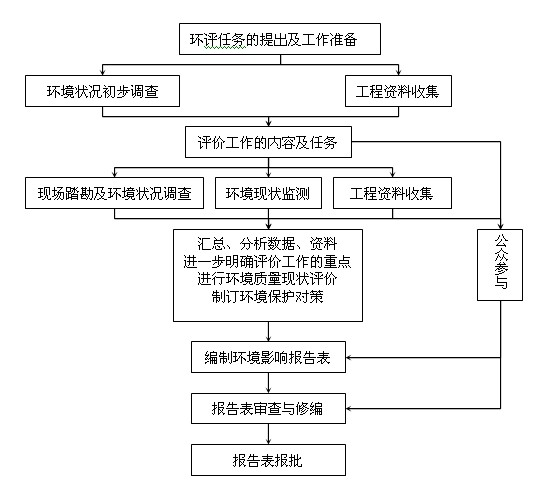 环评任务的提出及工作准备
环境状况初步调查
工程资料收集
评价工作的内容及任务
现场踏勘及环境状况调查
环境现状监测
工程资料收集
汇总、分析数据、资料
进一步明确评价工作的重点
进行环境质量现状评价
制订环境保护对策
公众参与
编制环境影响报告表
报告表审查与修编
报告表报批